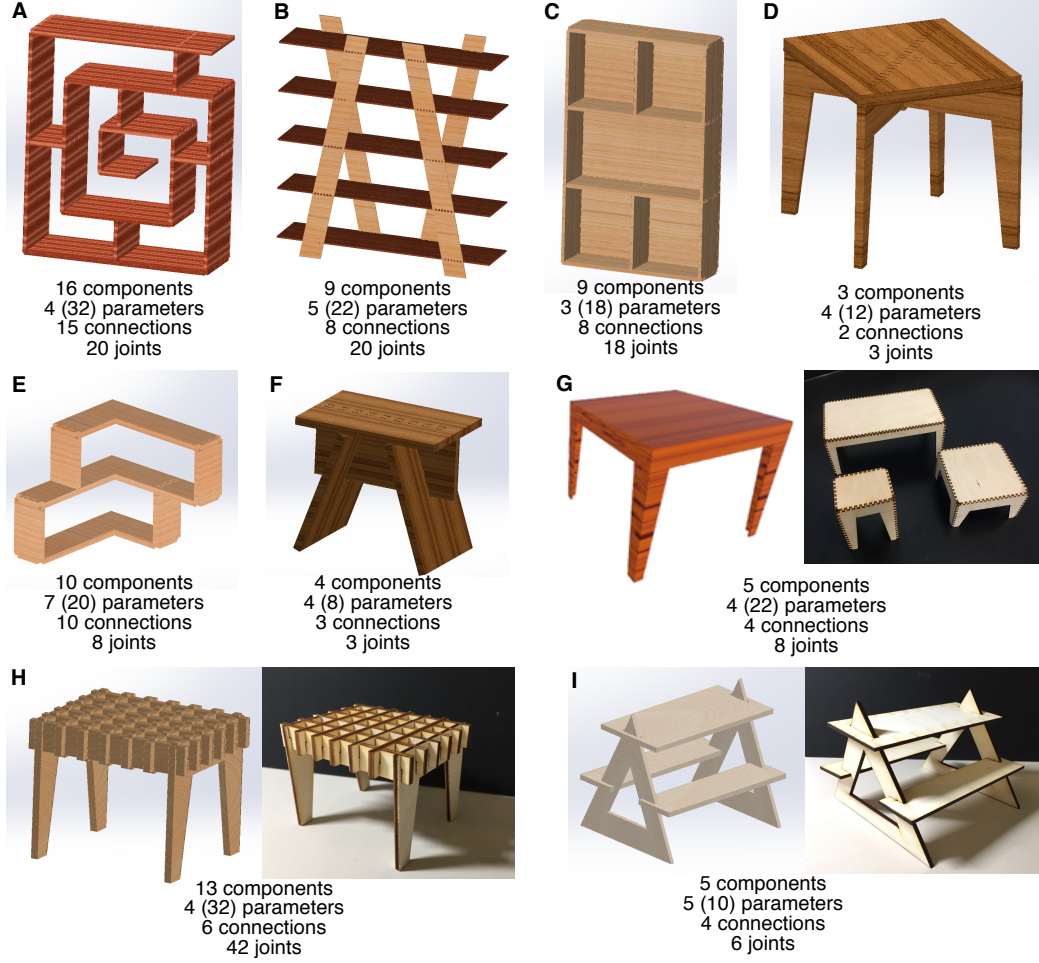 A
16 components
4 (32) parameters
15 connections
20 joints
B
9 components
5 (22) parameters
8 connections
20 joints
C
9 components
3 (18) parameters
8 connections
18 joints
D
3 components
4 (12) parameters
2 connections
3 joints
E
10 components
7 (20) parameters
10 connections
8 joints
F
4 components
4 (8) parameters
3 connections
3 joints
G
5 components
4 (22) parameters
4 connections
8 joints
H
13 components
4 (32) parameters
6 connections
42 joints
I
5 components
5 (10) parameters
4 connections
6 joints